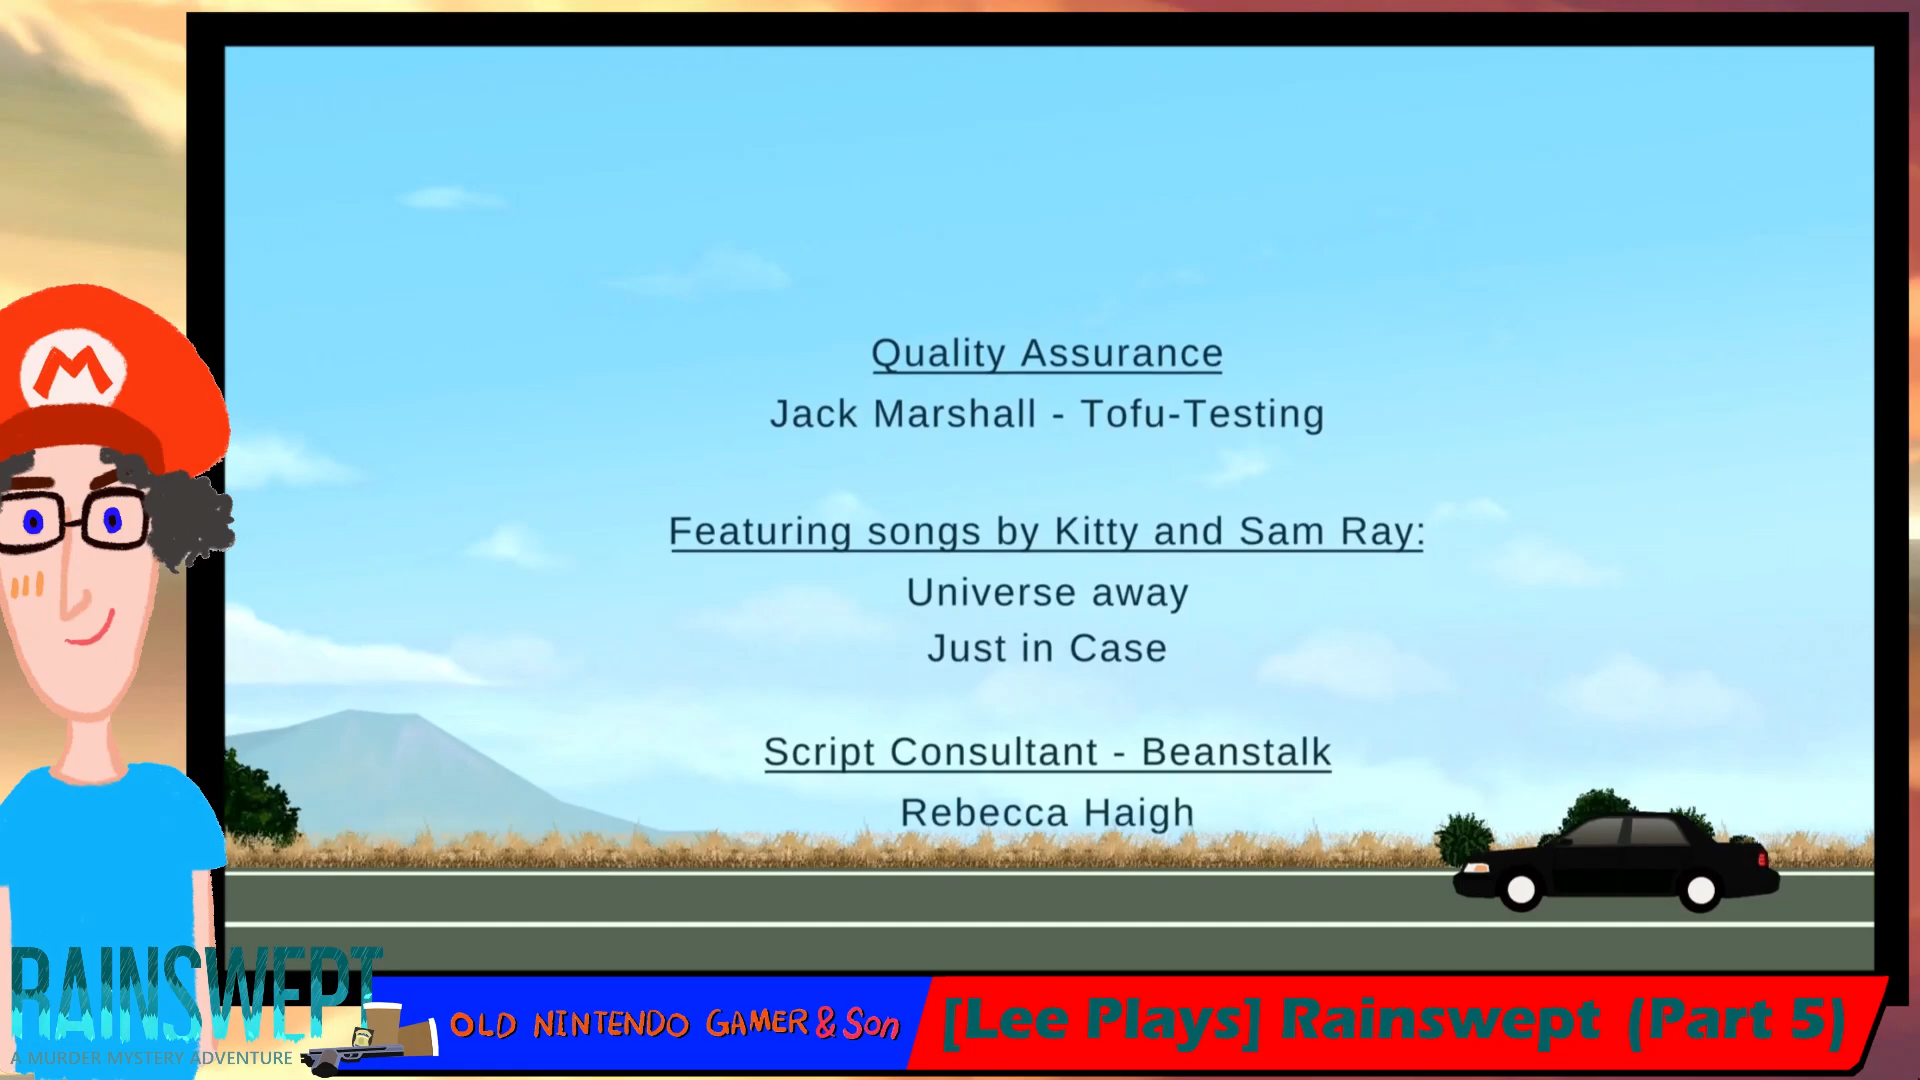 Quality Assurance
Jack Marshall - Tofu-Testing
Featuring songs by Kitty and Sam Ray:
Universe away
Just in Case
Script Consultant - Beanstalk
Rebecca Haigh
M
RAINSWEPT
A MURDER MYSTERY ADVENTURE
OLD NINTENDO GAMER & Son
[Lee Plays] Rainswept (Part 5)